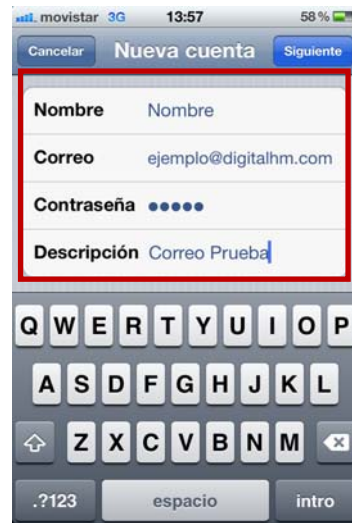 movistar 3G 13:57 58 %
Cancelar Nueva cuenta Siguiente
Nombre Nombre
Correo ejemplo@digitalhm.com
Contraseña •••••
Descripción Correo Prueba
Q W E R T Y U I O P
A S D F G H J K L
Z X C V B N M
.?123 espacio intro